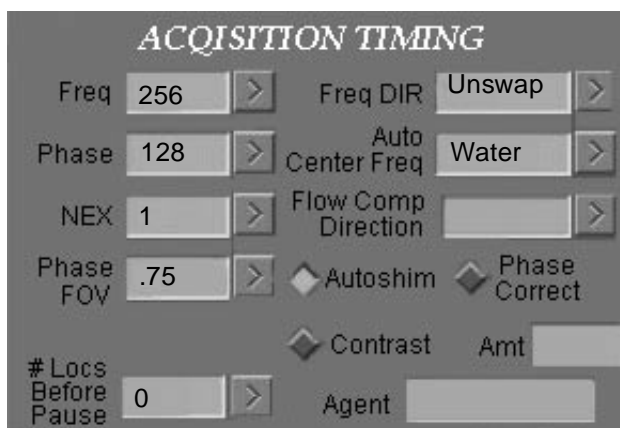 ACQISITION TIMING
Freq 256 > Freq DIR Unswap >
Phase 128 > Auto Center Freq Water >
NEX 1 > Flow Comp Direction >
Phase FOV .75 > Autoshim Phase Correct
Contrast Amt
# Locs Before Pause 0 > Agent